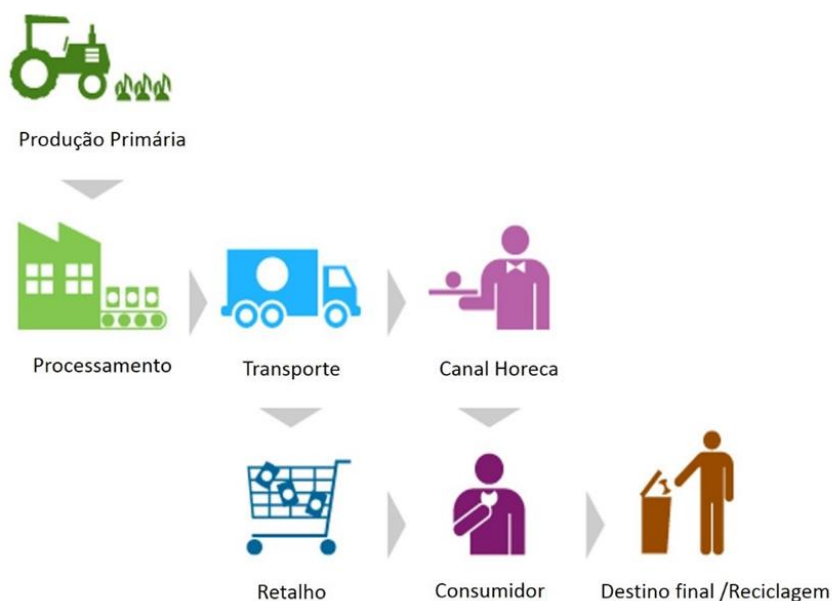 Produção Primária
Processamento
Transporte
Canal Horeca
Retalho
Consumidor
Destino final /Reciclagem